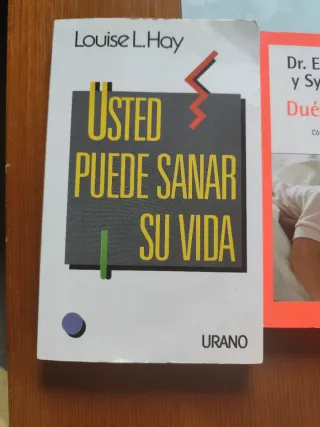 Louise L. Hay
USTED
PUEDE SANAR
SU VIDA
URANO
Dr. E
y Sy
Dué